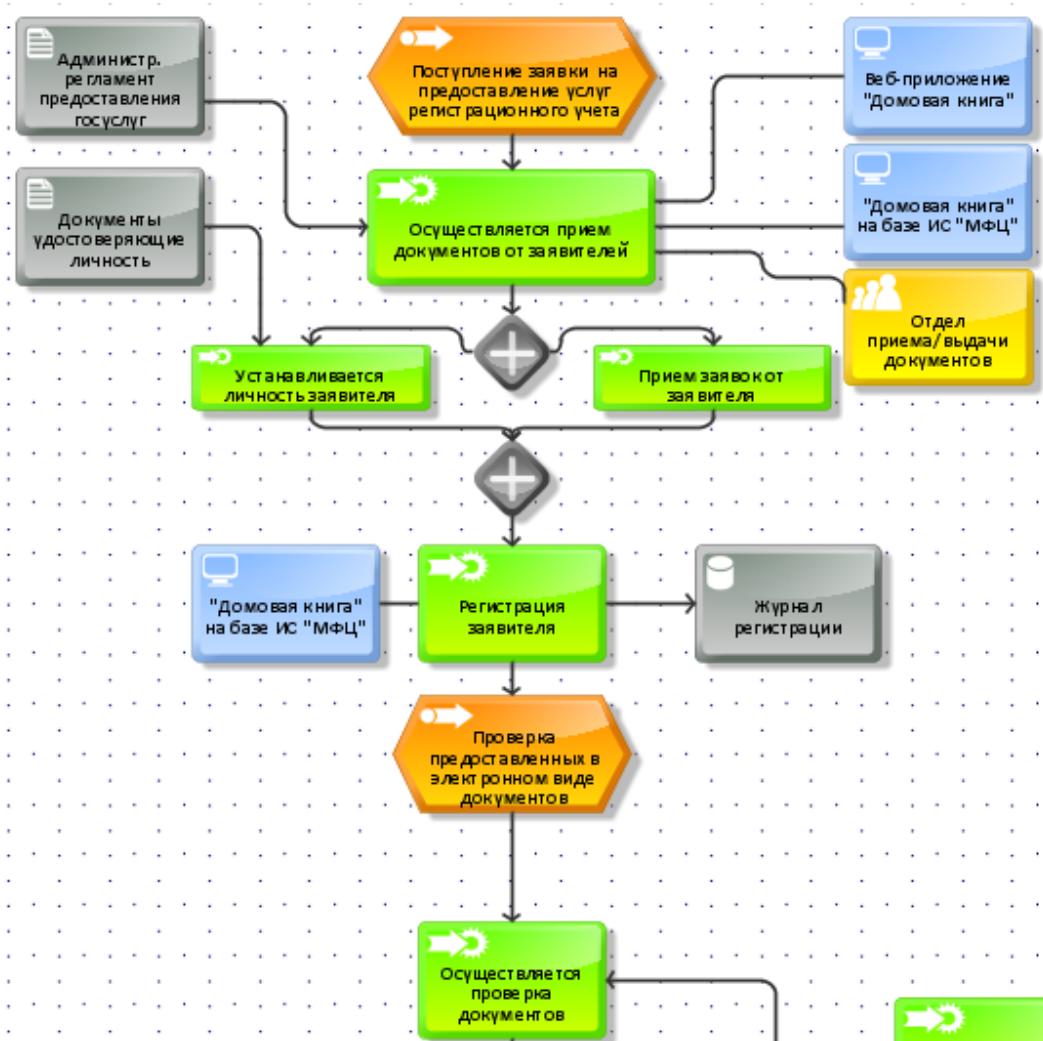 Администр.
регламент
предоставления
госуслуг
Поступление заявки на
предоставление услуг
регистрационного учета
Веб-приложение
"Домовая книга"
Документы
удостоверяющие
личность
Осуществляется прием
документов от заявителей
"Домовая книга"
на базе ИС "МФЦ"
Отдел
приема/выдачи
документов
Устанавливается
личность заявителя
Прием заявок от
заявителя
"Домовая книга"
на базе ИС "МФЦ"
Регистрация
заявителя
Журнал
регистрации
Проверка
предоставленных в
электронном виде
документов
Осуществляется
проверка
документов